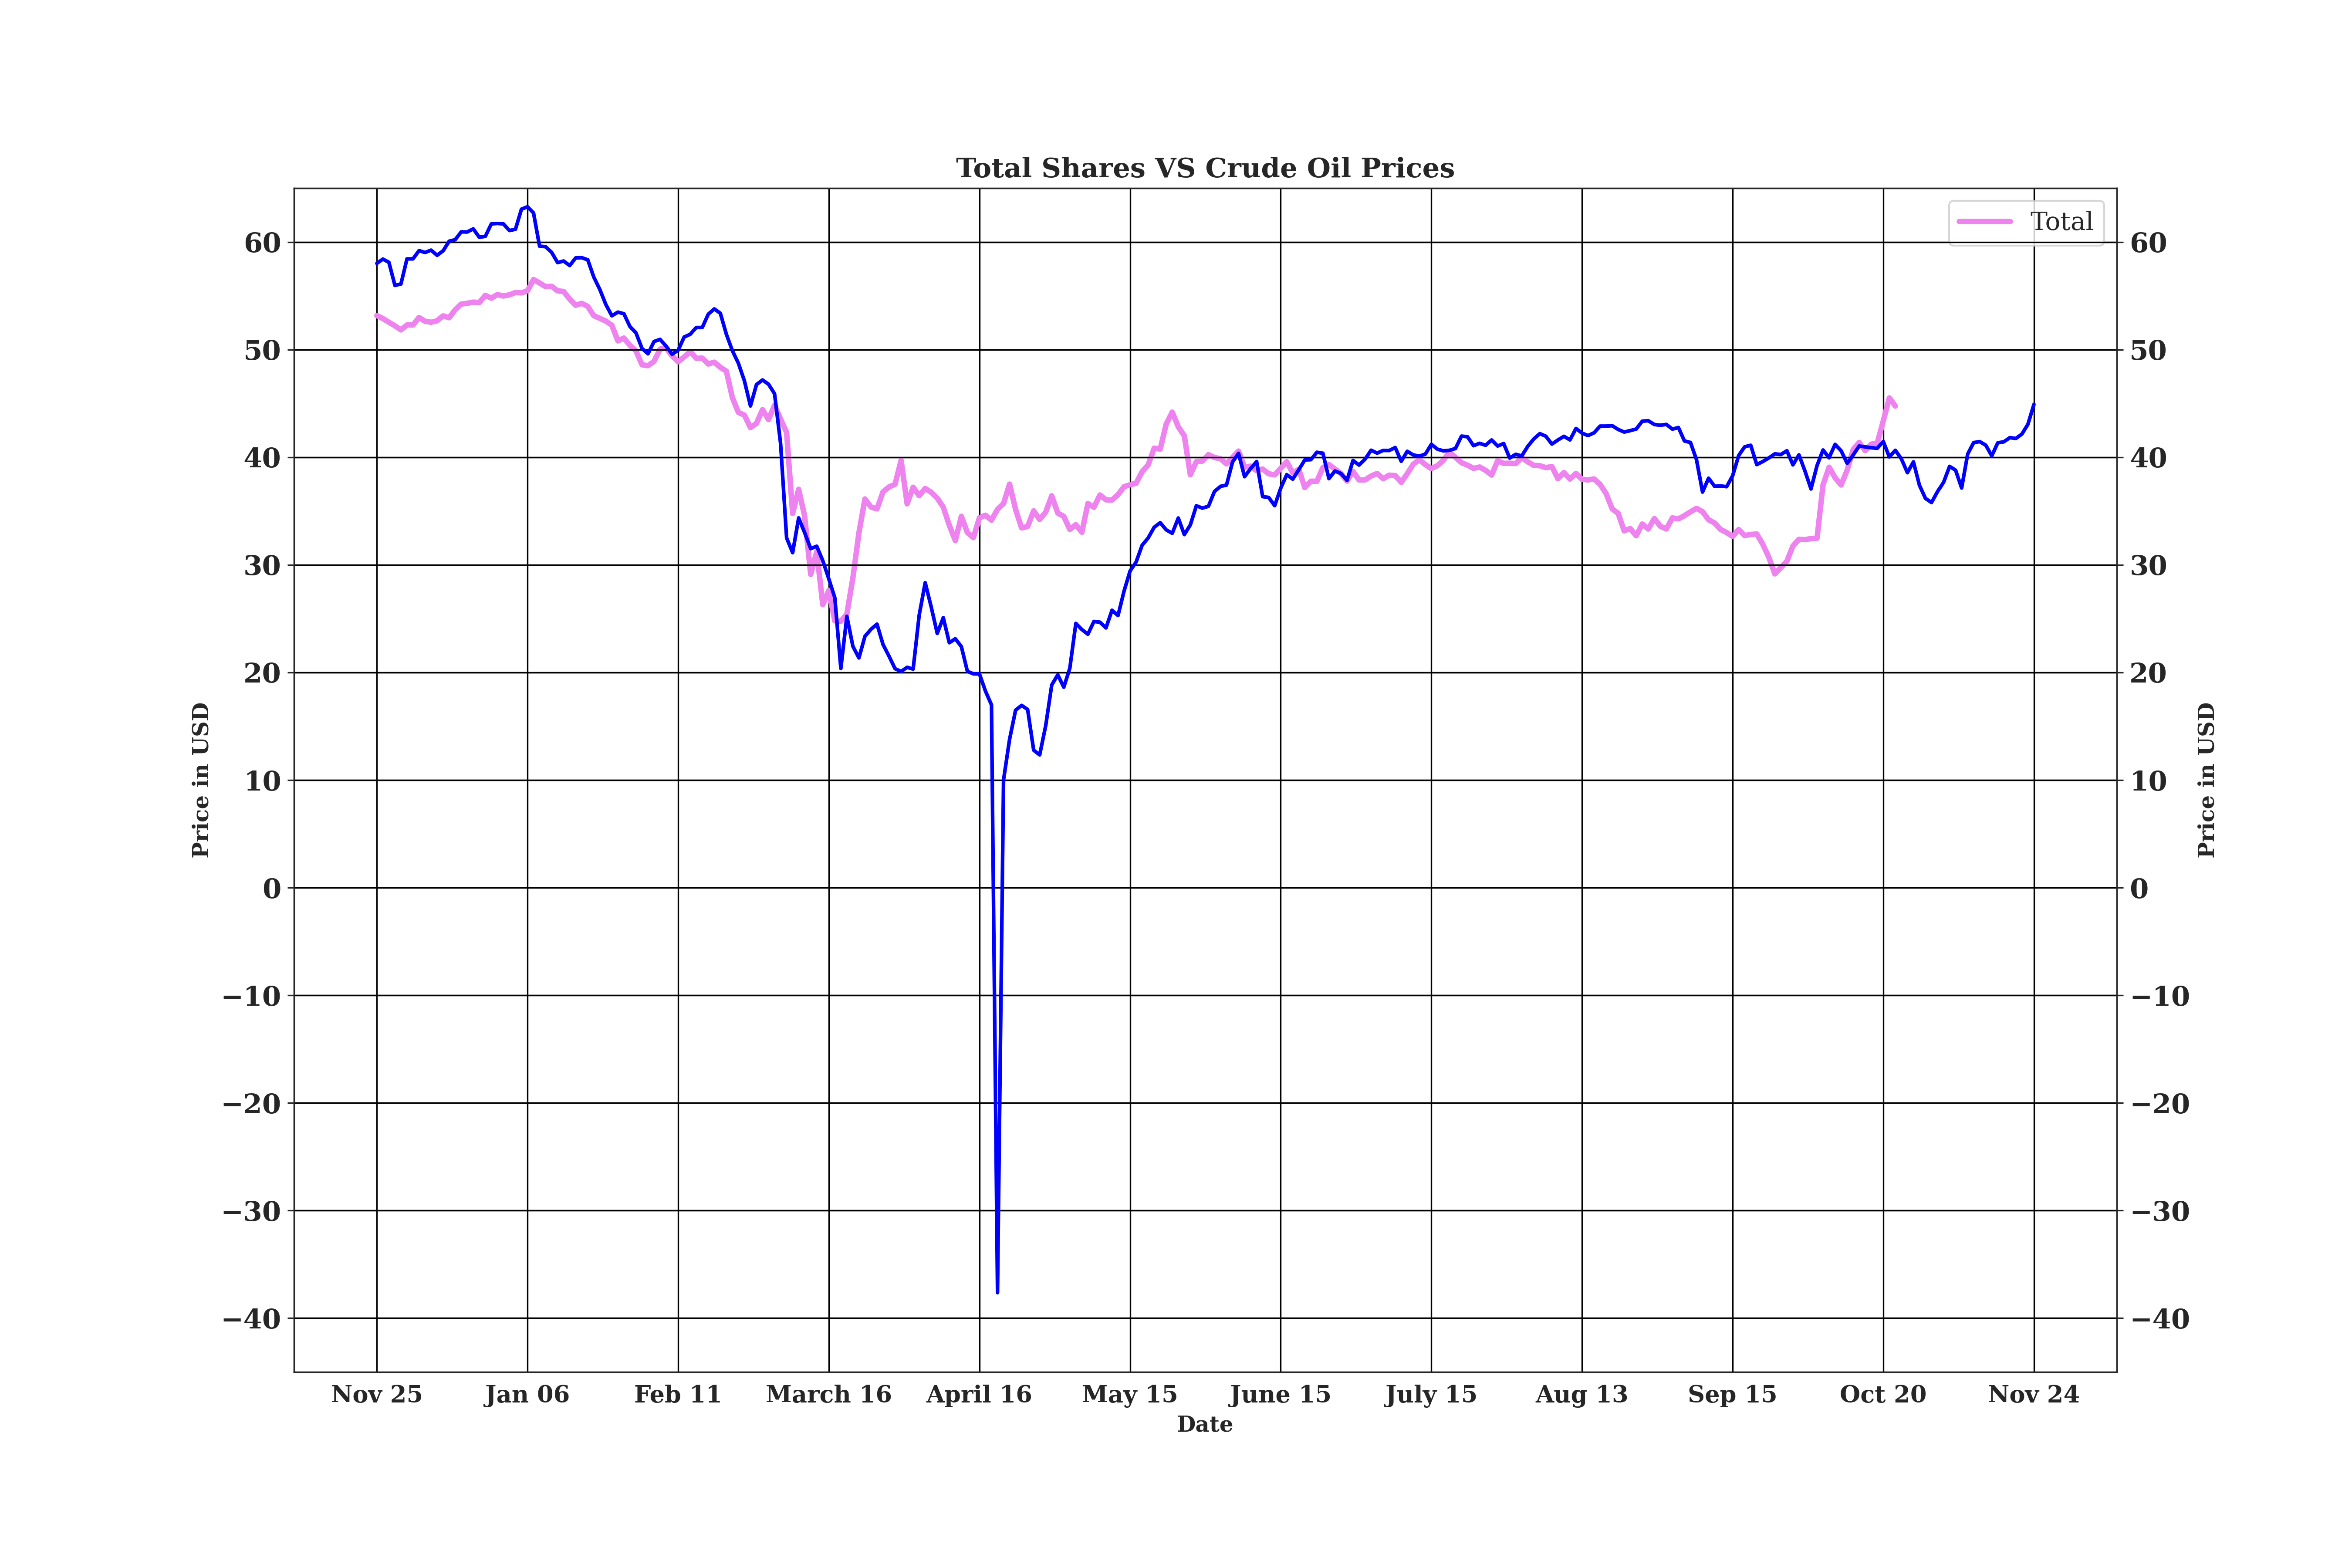 Total Shares VS Crude Oil Prices
Total
60 60
50 50
40 40
30 30
20 20
10 10
0 0
−10 −10
−20 −20
−30 −30
−40 −40
Price in USD
Price in USD
Nov 25 Jan 06 Feb 11 March 16 April 16 May 15 June 15 July 15 Aug 13 Sep 15 Oct 20 Nov 24
Date